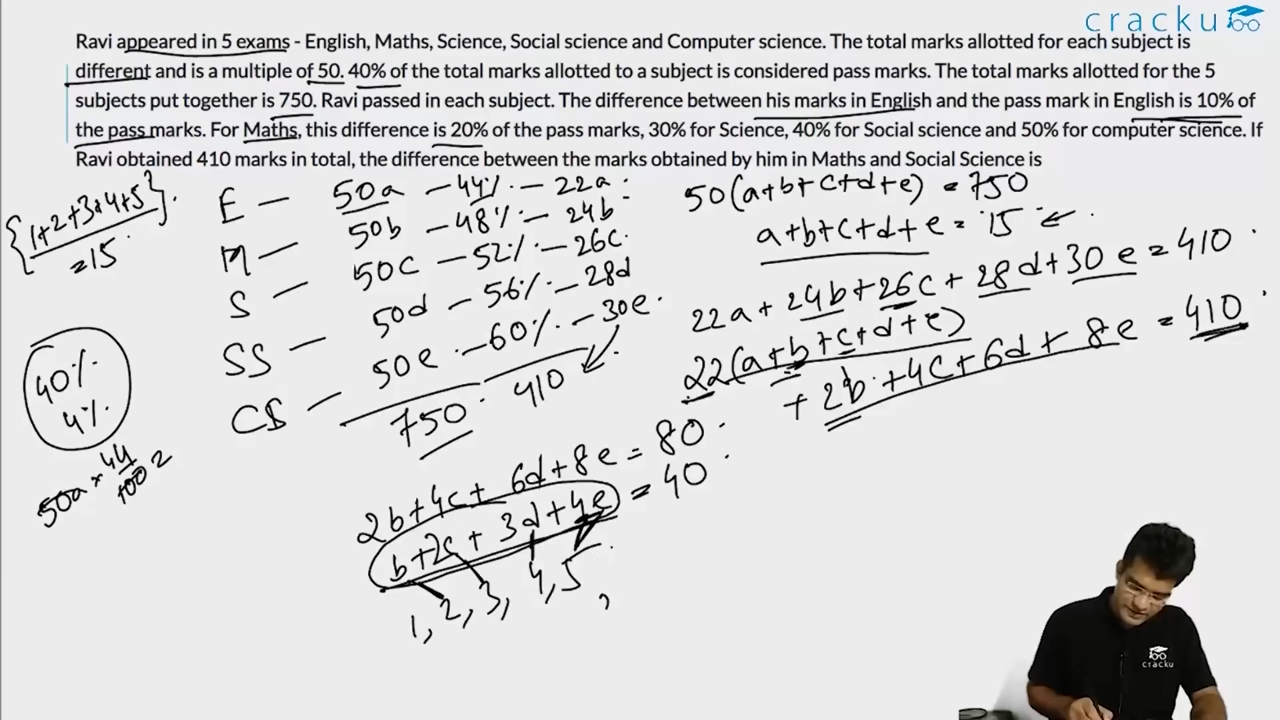 cracku
Ravi appeared in 5 exams - English, Maths, Science, Social science and Computer science. The total marks allotted for each subject is
different and is a multiple of 50. 40% of the total marks allotted to a subject is considered pass marks. The total marks allotted for the 5
subjects put together is 750. Ravi passed in each subject. The difference between his marks in English and the pass mark in English is 10% of
the pass marks. For Maths, this difference is 20% of the pass marks, 30% for Science, 40% for Social science and 50% for computer science. If
Ravi obtained 410 marks in total, the difference between the marks obtained by him in Maths and Social Science is
{1+2+3+4+5}
=15
40%
4%
50a × 44/100 =
E — 50a — 44% — 22a
M — 50b — 48% — 24b
S — 50c — 52% — 26c
SS — 50d — 56% — 28d
CS — 50e — 60% — 30e
750 410
50(a+b+c+d+e) = 750
a+b+c+d+e = 15
22a + 24b + 26c + 28d + 30e = 410
22(a+b+c+d+e)
+ 2b + 4c + 6d + 8e = 410
2b+4c+ 6d+8e = 80
b+2c+3d+4e = 40
1, 2, 3, 4, 5,
cracku